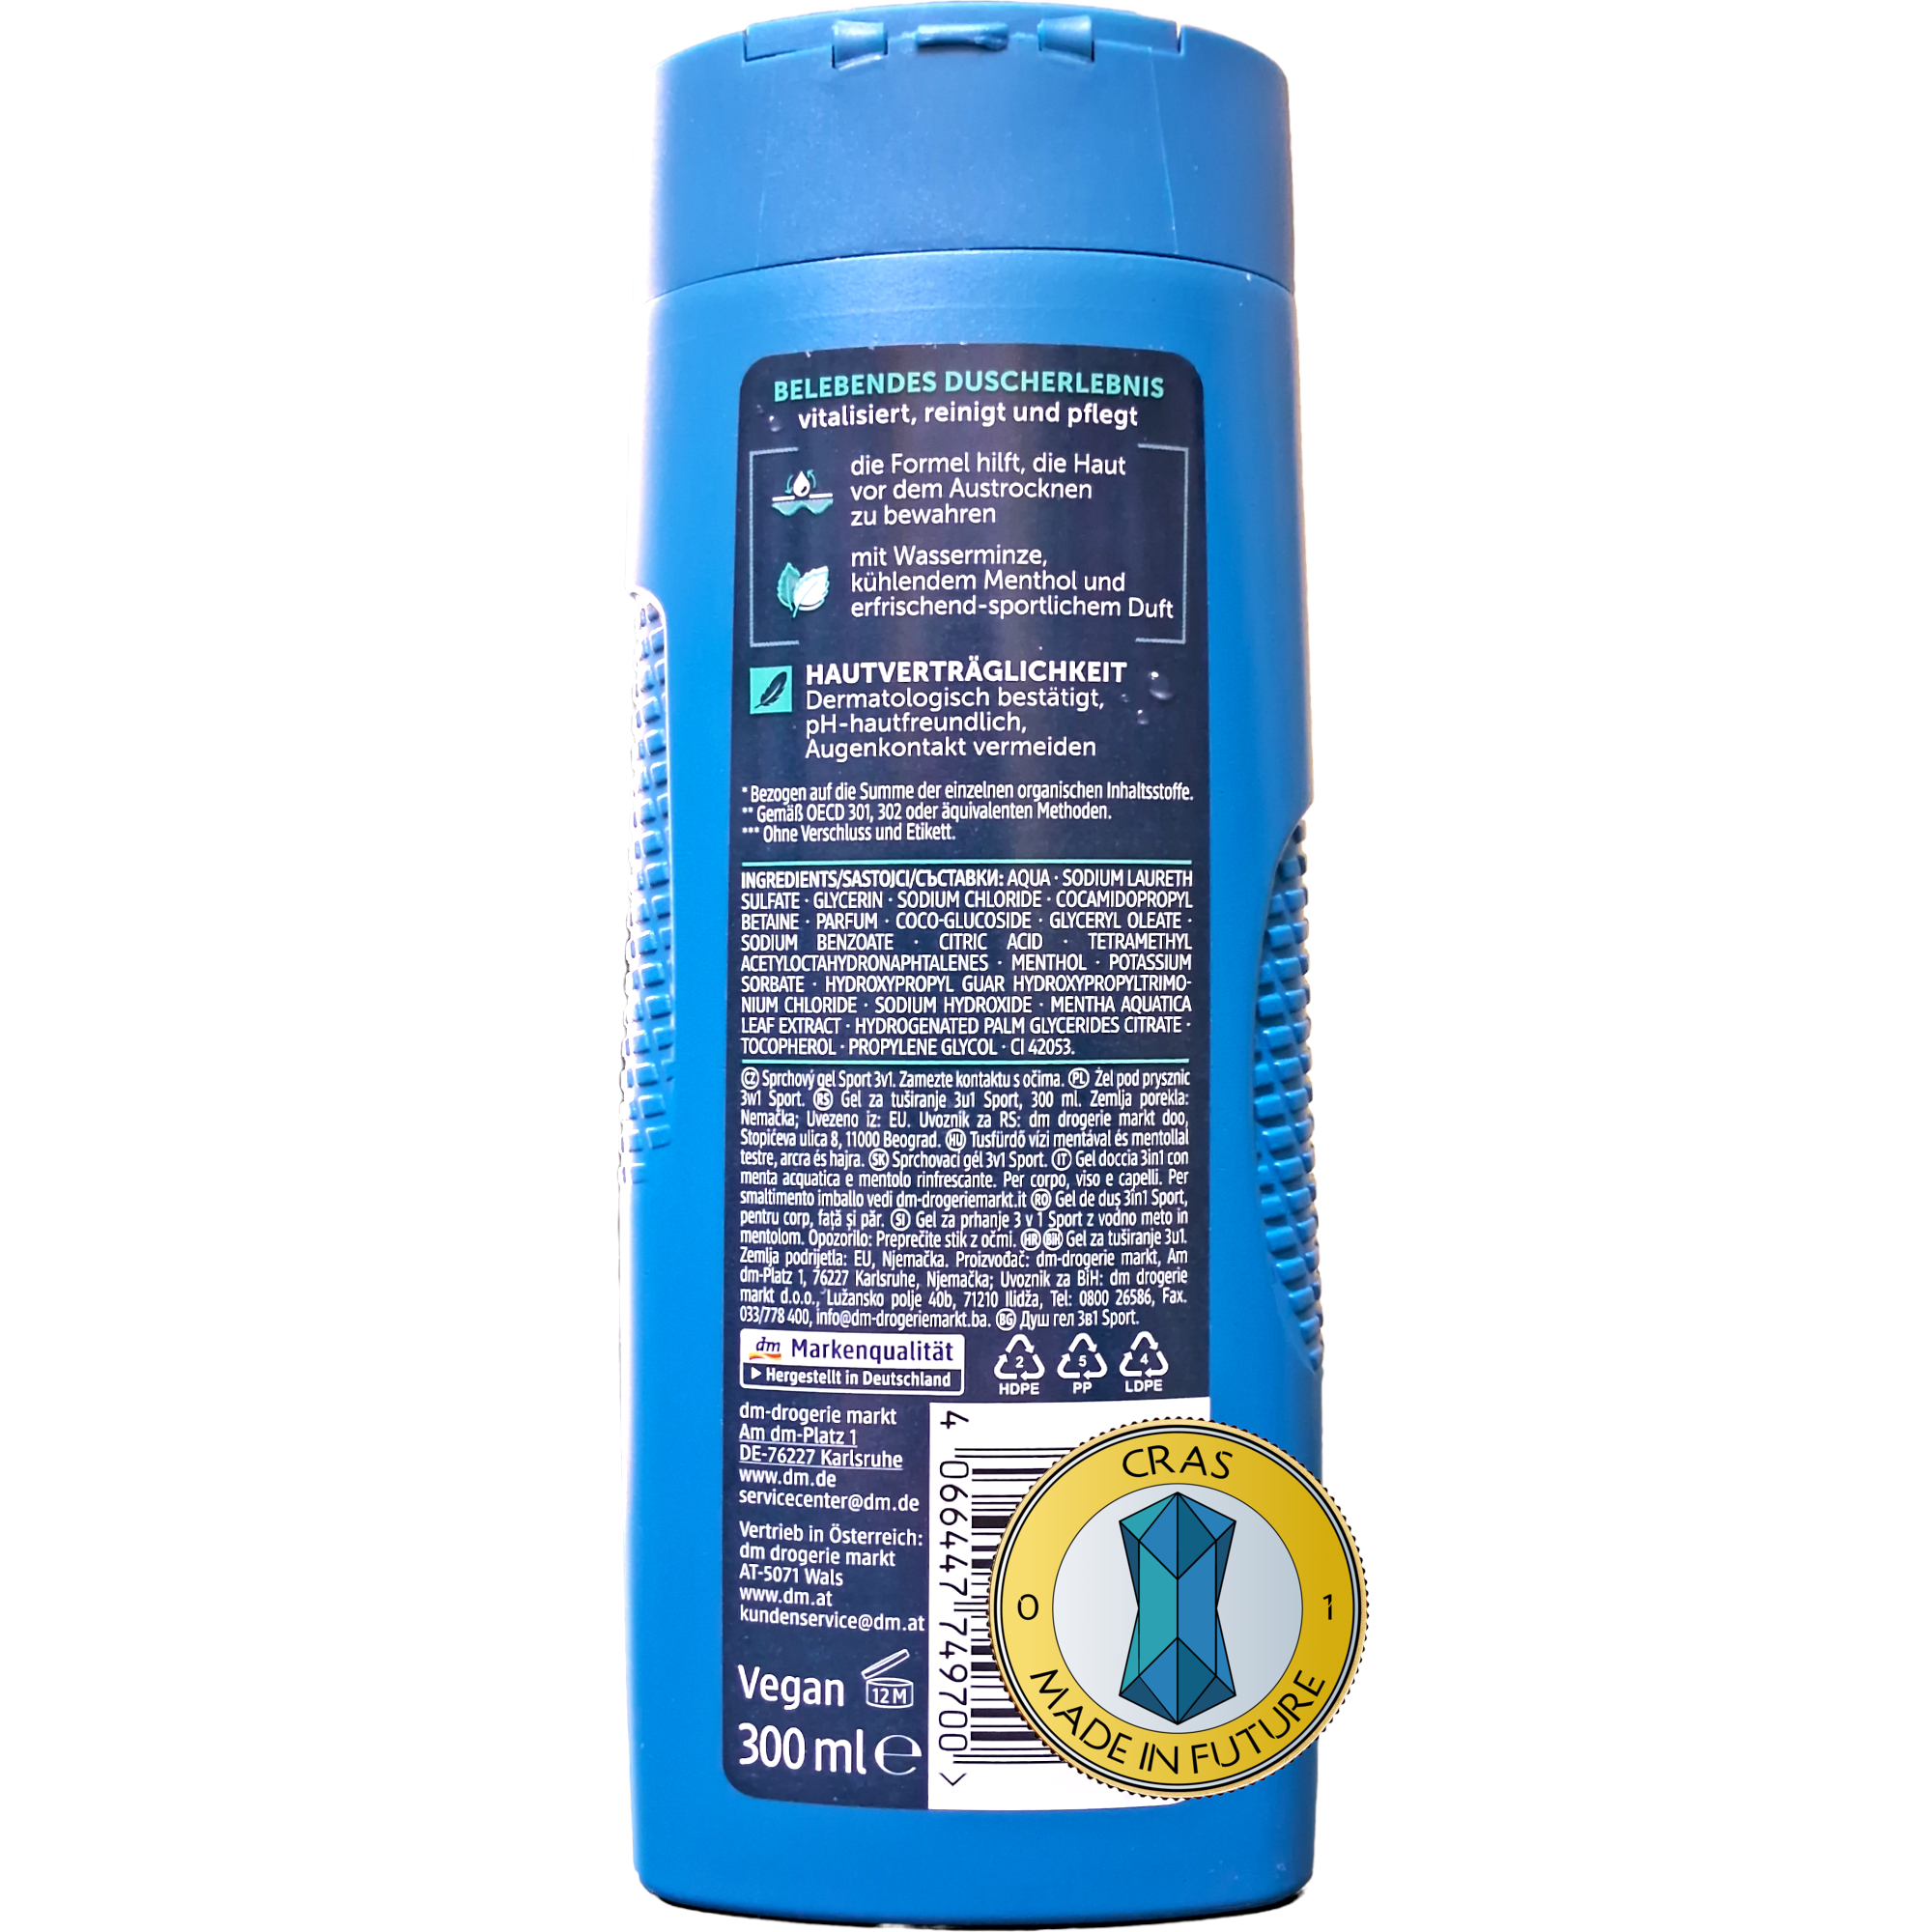 BELEBENDES DUSCHERLEBNIS
vitalisiert, reinigt und pflegt
die Formel hilft, die Haut
vor dem Austrocknen
zu bewahren
mit Wasserminze,
kühlendem Menthol und
erfrischend-sportlichem Duft
HAUTVERTRÄGLICHKEIT
Dermatologisch bestätigt,
pH-hautfreundlich,
Augenkontakt vermeiden
* Bezogen auf die Summe der einzelnen organischen Inhaltsstoffe.
** Gemäß OECD 301, 302 oder äquivalenten Methoden.
*** Ohne Verschluss und Etikett.
INGREDIENTS/SASTOJCI/СЪСТАВКИ: AQUA · SODIUM LAURETH
SULFATE · GLYCERIN · SODIUM CHLORIDE · COCAMIDOPROPYL
BETAINE · PARFUM · COCO-GLUCOSIDE · GLYCERYL OLEATE ·
SODIUM BENZOATE · CITRIC ACID · TETRAMETHYL
ACETYLOCTAHYDRONAPHTALENES · MENTHOL · POTASSIUM
SORBATE · HYDROXYPROPYL GUAR HYDROXYPROPYLTRIMO-
NIUM CHLORIDE · SODIUM HYDROXIDE · MENTHA AQUATICA
LEAF EXTRACT · HYDROGENATED PALM GLYCERIDES CITRATE ·
TOCOPHEROL · PROPYLENE GLYCOL · CI 42053.
CZ Sprchový gel Sport 3v1. Zamezte kontaktu s očima. PL Żel pod prysznic
3w1 Sport. RS Gel za tuširanje 3u1 Sport, 300 ml. Zemlja porekla:
Nemačka; Uvezeno iz: EU. Uvoznik za RS: dm drogerie markt doo,
Stopićeva ulica 8, 11000 Beograd. HU Tusfürdő vízi mentával és mentollal
testre, arcra és hajra. SK Sprchovací gél 3v1 Sport. IT Gel doccia 3in1 con
menta acquatica e mentolo rinfrescante. Per corpo, viso e capelli. Per
smaltimento imballo vedi dm-drogeriemarkt.it RO Gel de duș 3în1 Sport,
pentru corp, față și păr. SI Gel za prhanje 3 v 1 Sport z vodno meto in
mentolom. Opozorilo: Preprečite stik z očmi. HR BIH Gel za tuširanje 3u1.
Zemlja podrijetla: EU, Njemačka. Proizvođač: dm-drogerie markt, Am
dm-Platz 1, 76227 Karlsruhe, Njemačka; Uvoznik za BiH: dm drogerie
markt d.o.o., Lužansko polje 40b, 71210 Ilidža, Tel: 0800 26586, Fax.
033/778 400, info@dm-drogeriemarkt.ba. BG Душ гел 3в1 Sport.
dm Markenqualität
Hergestellt in Deutschland
2 5 4
HDPE PP LDPE
dm-drogerie markt
Am dm-Platz 1
DE-76227 Karlsruhe
www.dm.de
servicecenter@dm.de
Vertrieb in Österreich:
dm drogerie markt
AT-5071 Wals
www.dm.at
kundenservice@dm.at
Vegan 12M
300 ml e
4 066447 749700 >
CRAS
0 1
MADE IN FUTURE